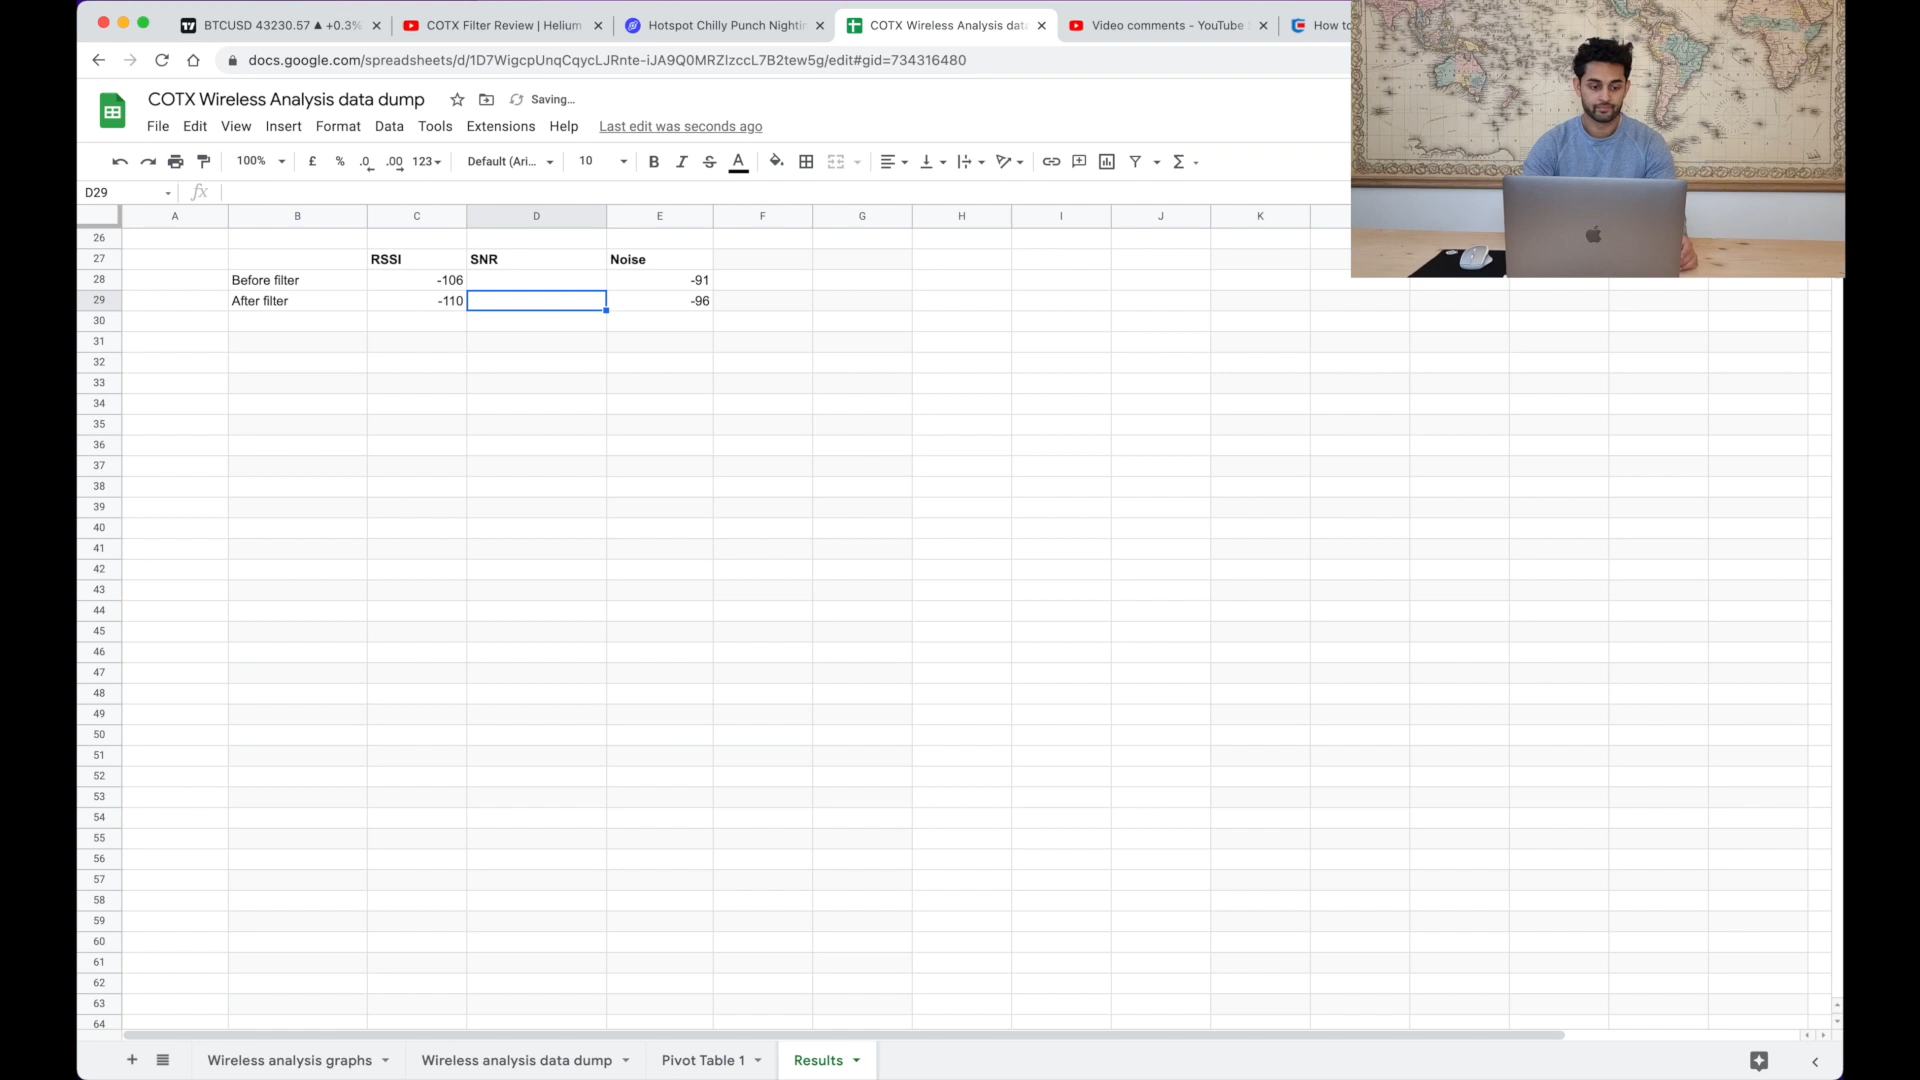 BTCUSD 43230.57 ▲ +0.3%
COTX Filter Review | Helium
Hotspot Chilly Punch Nightin
COTX Wireless Analysis data
Video comments - YouTube
How to
docs.google.com/spreadsheets/d/1D7WigcpUnqCqycLJRnte-iJA9Q0MRZIzccL7B2tew5g/edit#gid=734316480
COTX Wireless Analysis data dump
Saving...
File Edit View Insert Format Data Tools Extensions Help Last edit was seconds ago
100% £ % .0 .00 123 Default (Ari... 10 B I S A
D29 fx
A B C D E F G H I J K
26
27 RSSI SNR Noise
28 Before filter -106 -91
29 After filter -110 -96
30
31
32
33
34
35
36
37
38
39
40
41
42
43
44
45
46
47
48
49
50
51
52
53
54
55
56
57
58
59
60
61
62
63
64
Wireless analysis graphs Wireless analysis data dump Pivot Table 1 Results